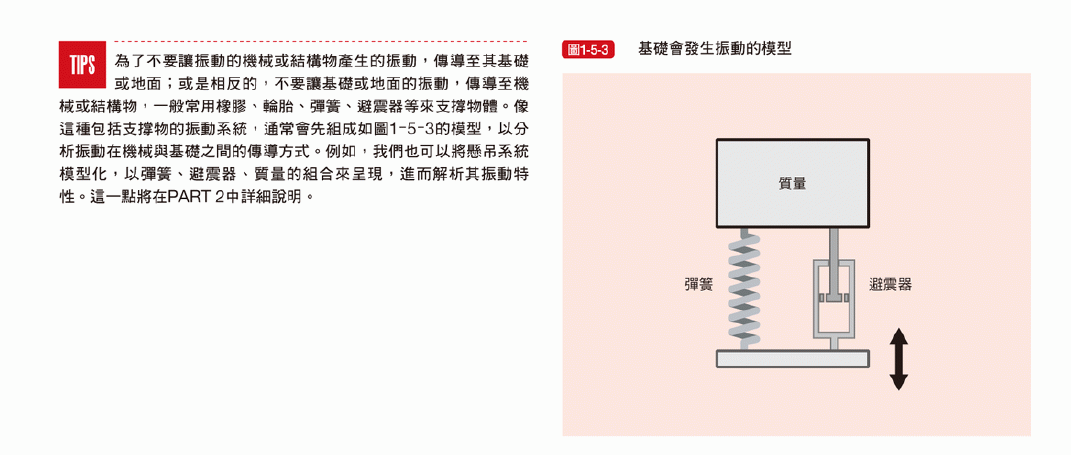 TIPS
為了不要讓振動的機械或結構物產生的振動，傳導至其基礎
或地面；或是相反的，不要讓基礎或地面的振動，傳導至機
械或結構物，一般常用橡膠、輪胎、彈簧、避震器等來支撐物體。像
這種包括支撐物的振動系統，通常會先組成如圖1-5-3的模型，以分
析振動在機械與基礎之間的傳導方式。例如，我們也可以將懸吊系統
模型化，以彈簧、避震器、質量的組合來呈現，進而解析其振動特
性。這一點將在PART 2中詳細說明。
圖1-5-3 基礎會發生振動的模型
質量
彈簧
避震器